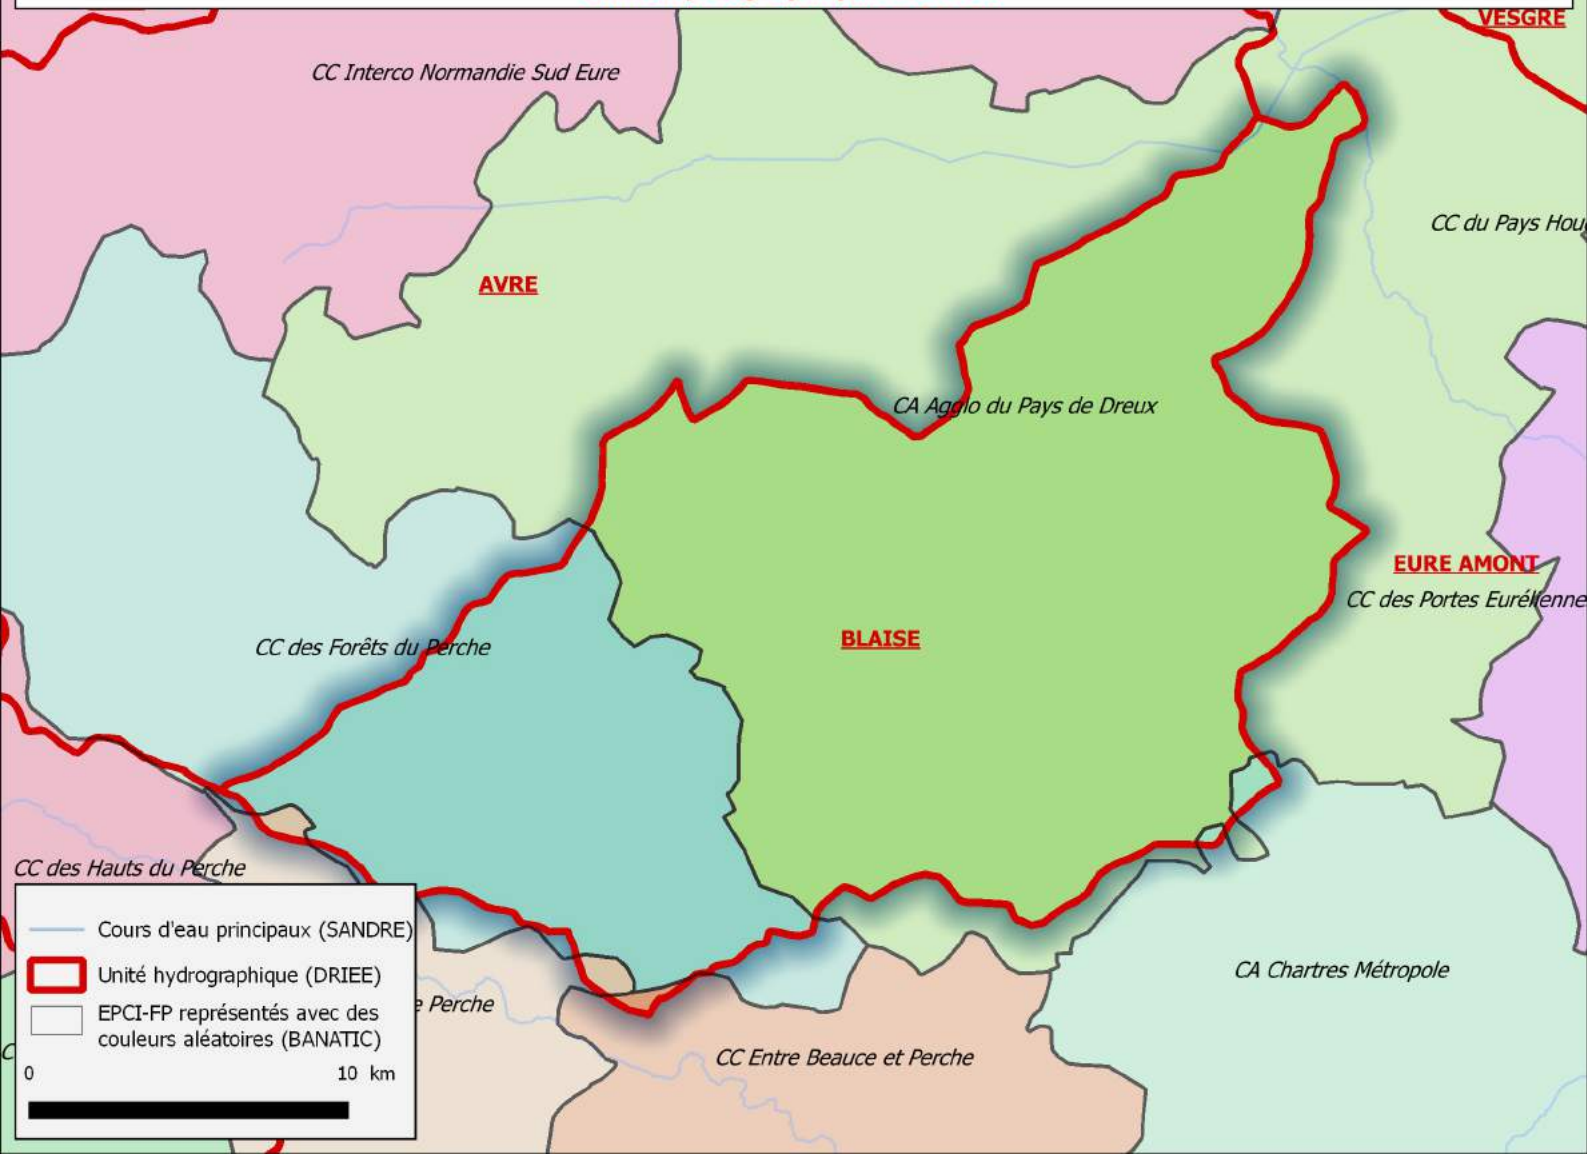 VESGRE
CC Interco Normandie Sud Eure
CC du Pays
AVRE
CA Agglo du Pays de Dreux
EURE AMONT
CC des Portes
BLAISE
CC des Forêts du Perche
CC des Hauts du Perche
Cours d'eau principaux (SANDRE)
Unité hydrographique (DRIEE)
EPCI-FP représentés avec des
couleurs aléatoires (BANATIC)
0 10 km
Perche
CC Entre Beauce et Perche
CA Chartres Métropole